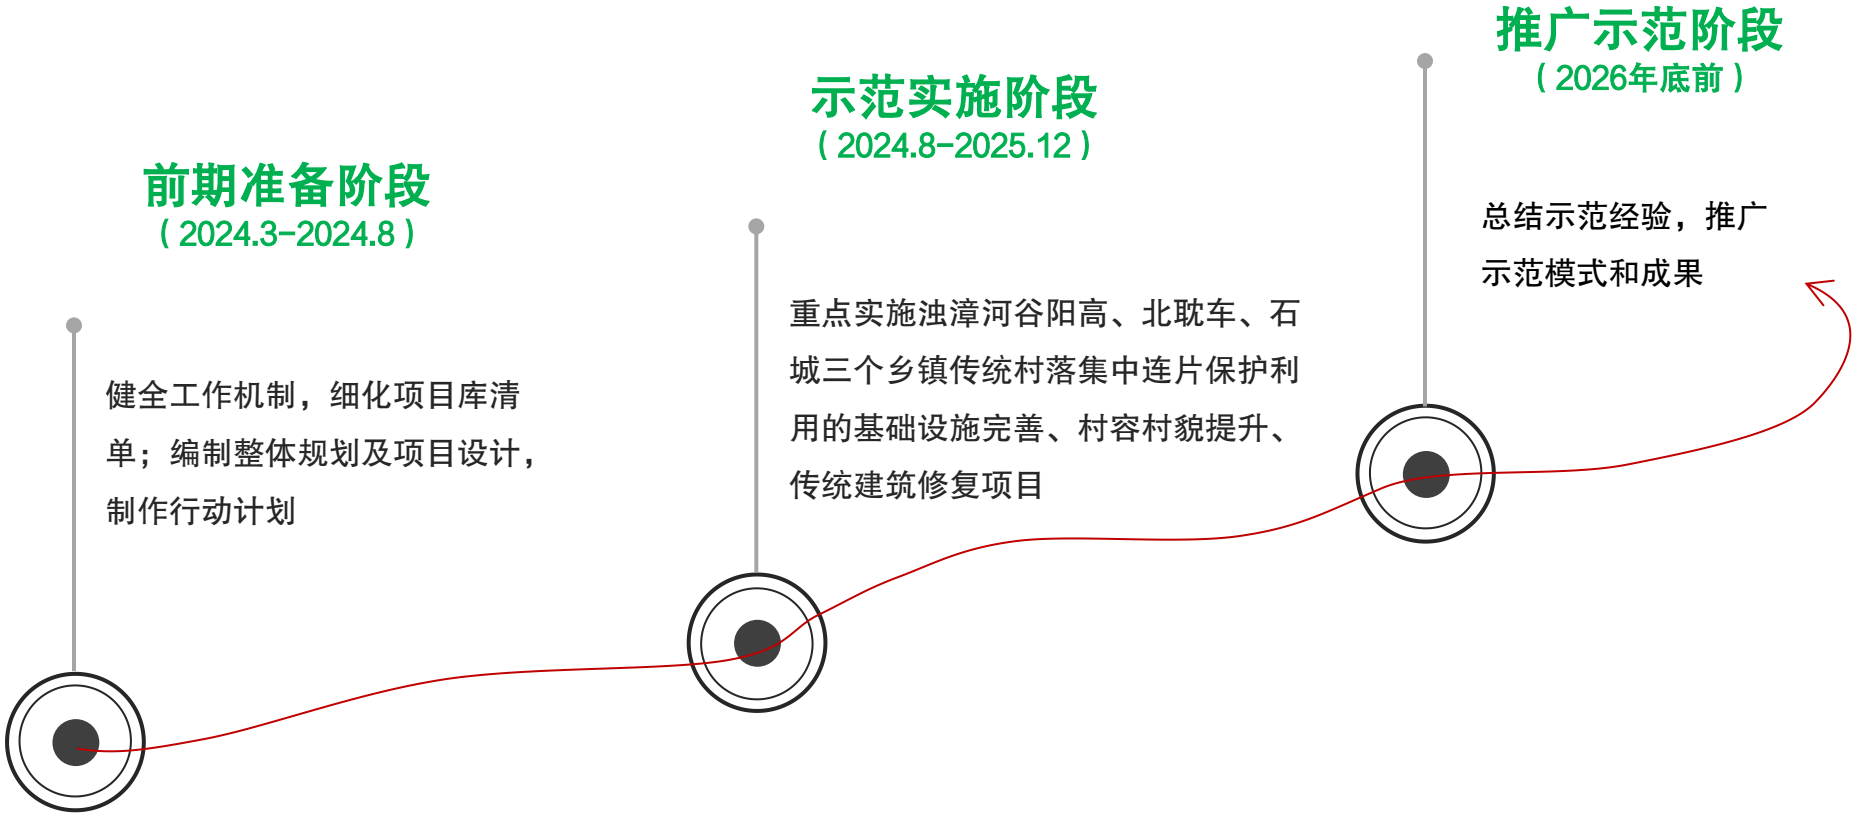 前期准备阶段
（2024.3-2024.8）
健全工作机制，细化项目库清
单；编制整体规划及项目设计，
制作行动计划
示范实施阶段
（2024.8-2025.12）
重点实施浊漳河谷阳高、北耽车、石
城三个乡镇传统村落集中连片保护利
用的基础设施完善、村容村貌提升、
传统建筑修复项目
推广示范阶段
（2026年底前）
总结示范经验，推广
示范模式和成果